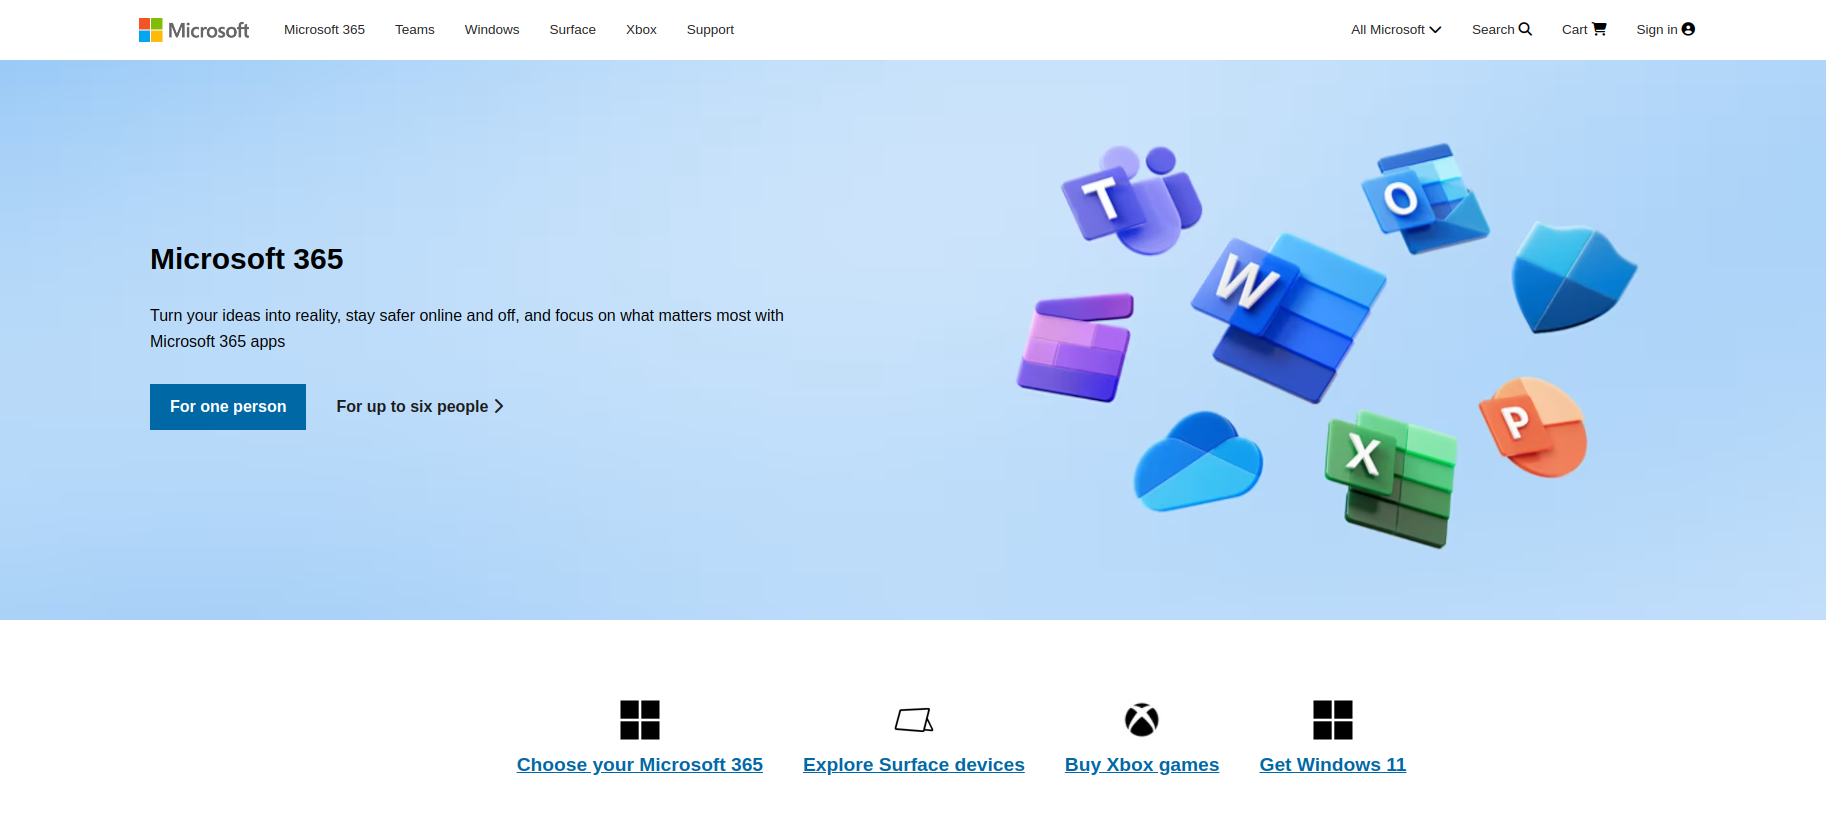 Microsoft
Microsoft 365
Teams
Windows
Surface
Xbox
Support
All Microsoft
Search
Cart
Sign in
T
O
W
X
P
Microsoft 365
Turn your ideas into reality, stay safer online and off, and focus on what matters most with
Microsoft 365 apps
For one person
For up to six people
Choose your Microsoft 365
Explore Surface devices
Buy Xbox games
Get Windows 11